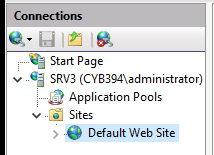 Connections
Start Page
SRV3 (CYB394\administrator)
Application Pools
Sites
Default Web Site